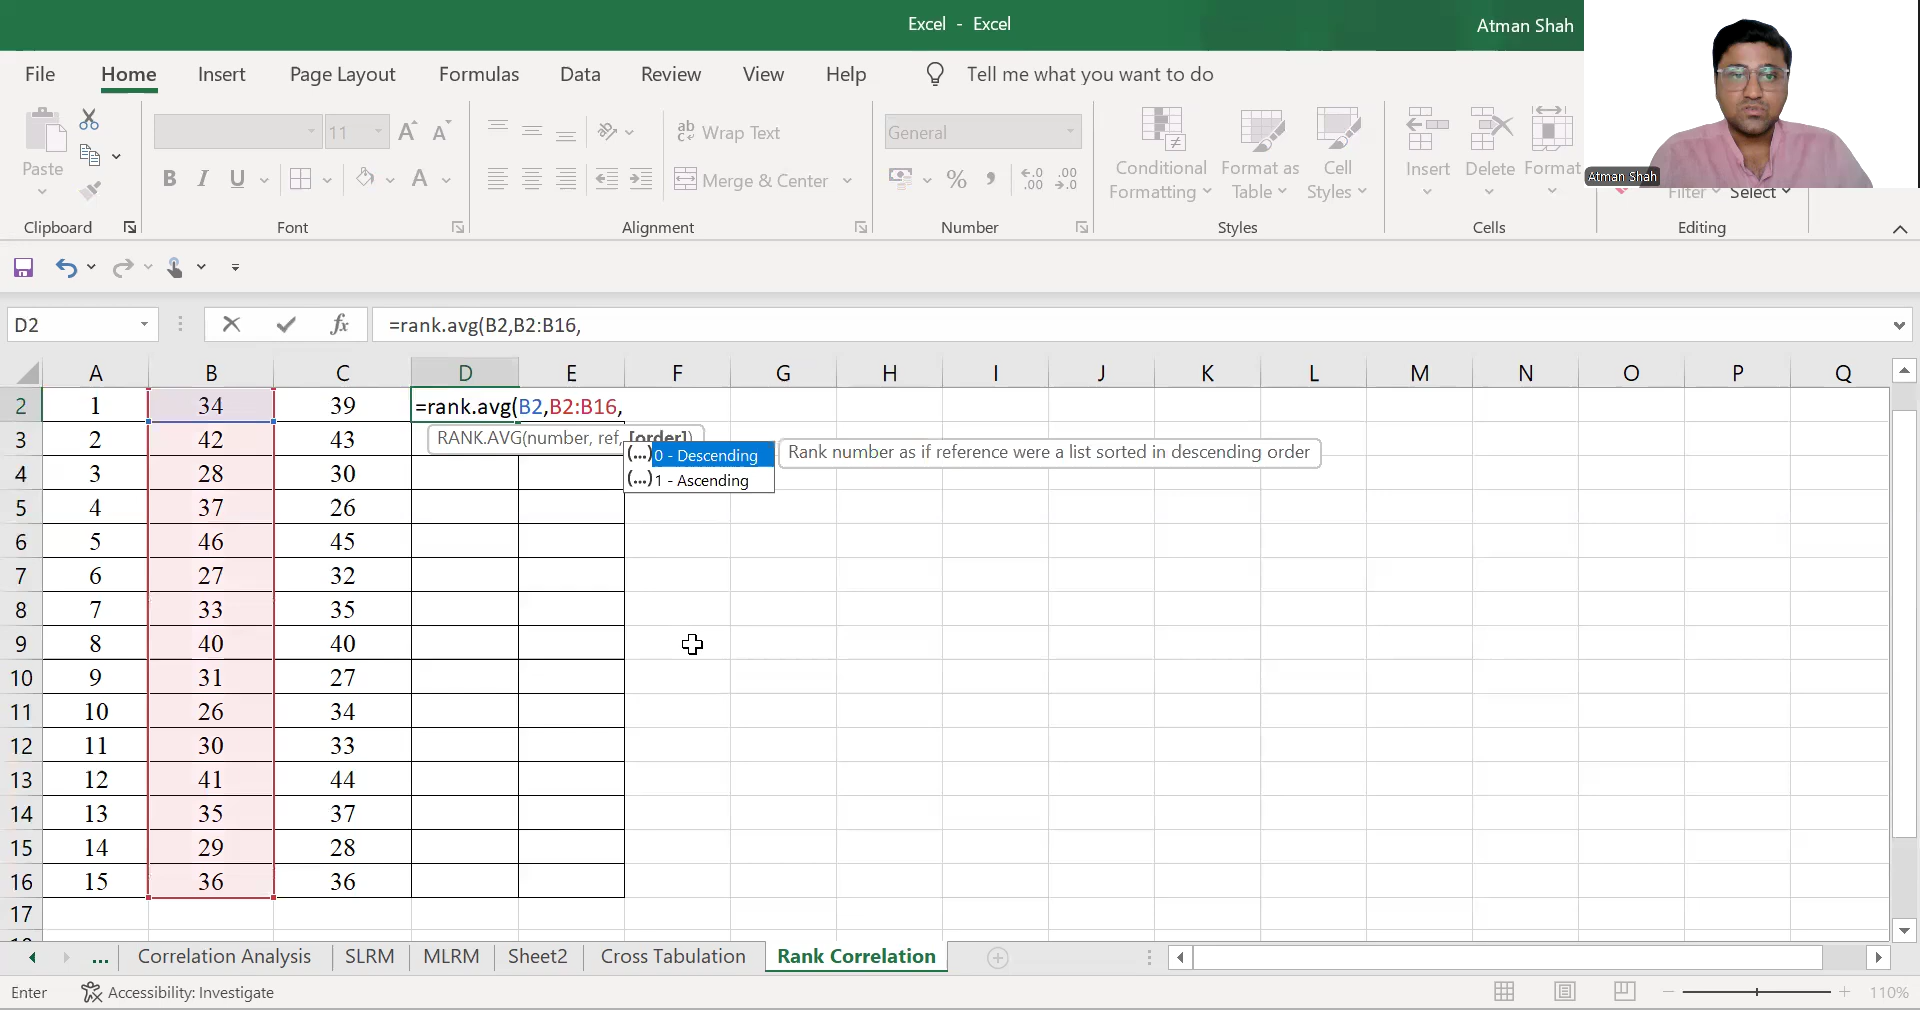 Excel - Excel
Atman Shah
File Home Insert Page Layout Formulas Data Review View Help Tell me what you want to do
Paste
Clipboard
11
B I U A
Font
ab
c
Wrap Text
Merge & Center
Alignment
General
% , .00 .00
Number
Conditional Formatting
Format as Table
Cell Styles
Styles
Insert Delete Format
Cells
Filter Select
Editing
Atman Shah
D2
fx
=rank.avg(B2,B2:B16,
A B C D E F G H I J K L M N O P Q
2 1 34 39 =rank.avg(B2,B2:B16,
RANK.AVG(number, ref, [order])
(...) 0 - Descending
(...) 1 - Ascending
Rank number as if reference were a list sorted in descending order
3 2 42 43
4 3 28 30
5 4 37 26
6 5 46 45
7 6 27 32
8 7 33 35
9 8 40 40
10 9 31 27
11 10 26 34
12 11 30 33
13 12 41 44
14 13 35 37
15 14 29 28
16 15 36 36
17
... Correlation Analysis SLRM MLRM Sheet2 Cross Tabulation Rank Correlation
Enter Accessibility: Investigate 110%